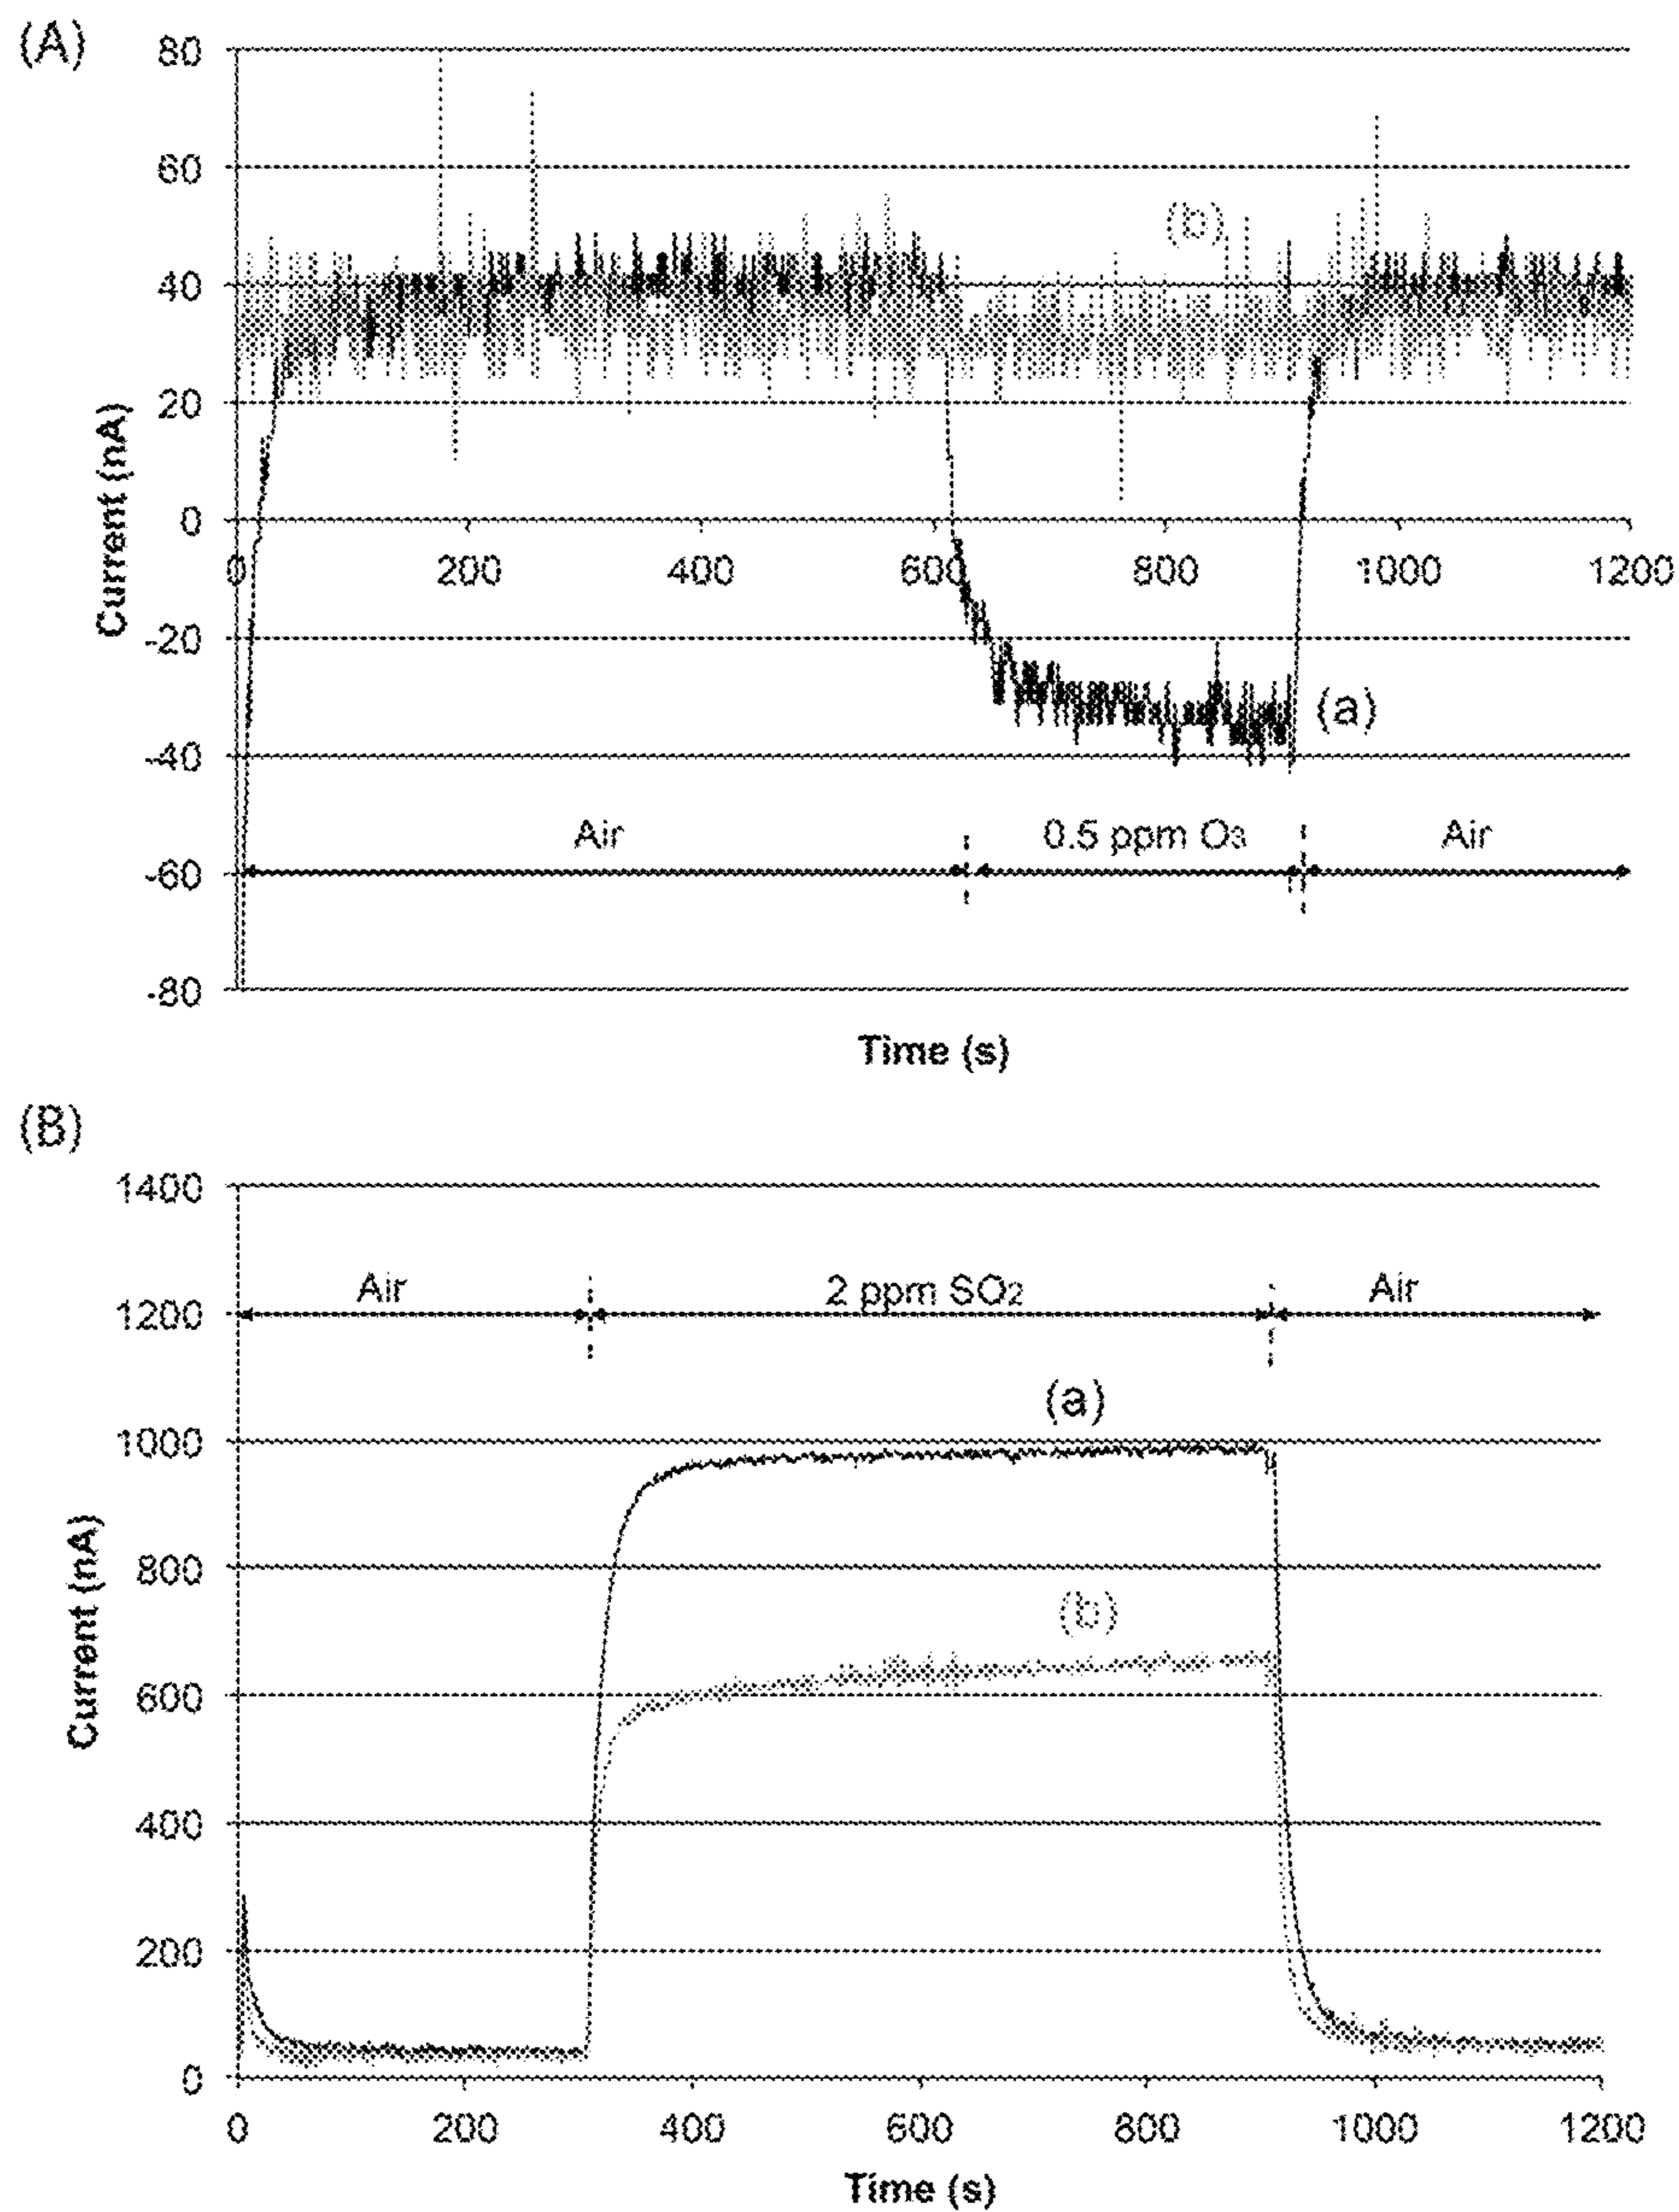 (A)
80
60
(b)
40
20
0
Current (nA)
0 200 400 600 800 1000 1200
-20
(a)
-40
Air 0.5 ppm O3 Air
-60
-80
Time (s)
(B)
1400
Air 2 ppm SO2 Air
1200
(a)
1000
800
(b)
600
Current (nA)
400
200
0
0 200 400 600 800 1000 1200
Time (s)